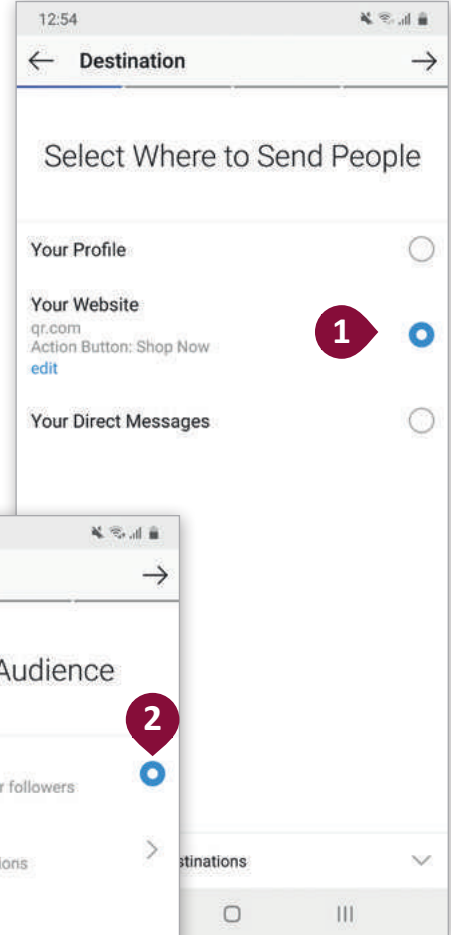 12:54
Destination
Select Where to Send People
Your Profile
Your Website
qr.com
Action Button: Shop Now
edit
1
Your Direct Messages
Audience
2
followers
stinations